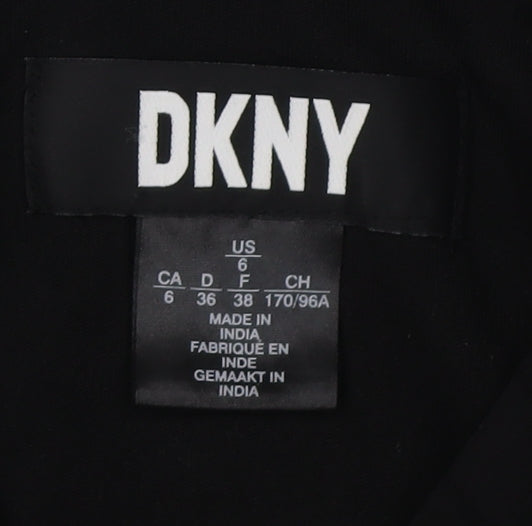 DKNY
US
6
CA D F CH
6 36 38 170/96A
MADE IN
INDIA
FABRIQUÉ EN
INDE
GEMAAKT IN
INDIA